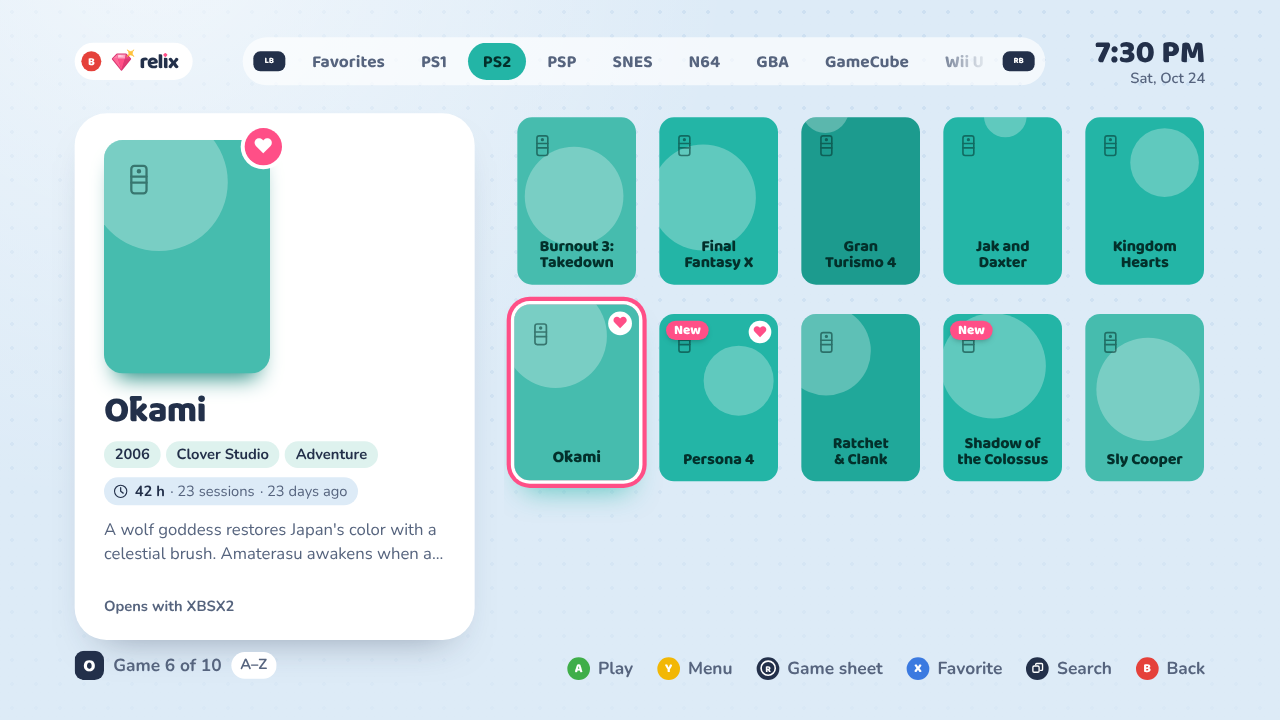 B relix
LB Favorites PS1 PS2 PSP SNES N64 GBA GameCube Wii U RB
7:30 PM
Sat, Oct 24
Ōkami
2006 Clover Studio Adventure
42 h · 23 sessions · 23 days ago
A wolf goddess restores Japan's color with a
celestial brush. Amaterasu awakens when a...
Opens with XBSX2
Burnout 3:
Takedown
Final
Fantasy X
Gran
Turismo 4
Jak and
Daxter
Kingdom
Hearts
Ōkami
New
Persona 4
Ratchet
& Clank
New
Shadow of
the Colossus
Sly Cooper
O Game 6 of 10 A–Z
A Play Y Menu R Game sheet X Favorite Search B Back